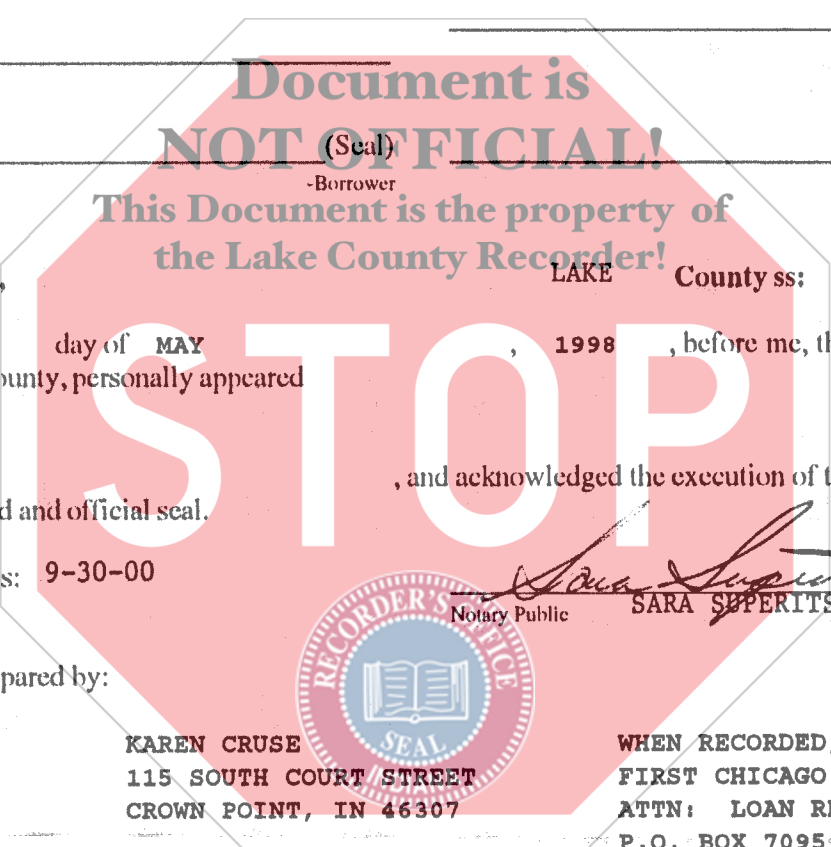 Document is
NOT OFFICIAL!
(Seal)
-Borrower
This Document is the property of
the Lake County Recorder!
, LAKE County ss:
day of MAY , 1998 , before me, th
ounty, personally appeared
, and acknowledged the execution of t
d and official seal.
s: 9-30-00
STOP
Notary Public SARA SUPERITS
RECORDER'S OFFICE
SEAL
pared by:
KAREN CRUSE WHEN RECORDED,
115 SOUTH COURT STREET FIRST CHICAGO
CROWN POINT, IN 46307 ATTN: LOAN RE
P.O. BOX 7095